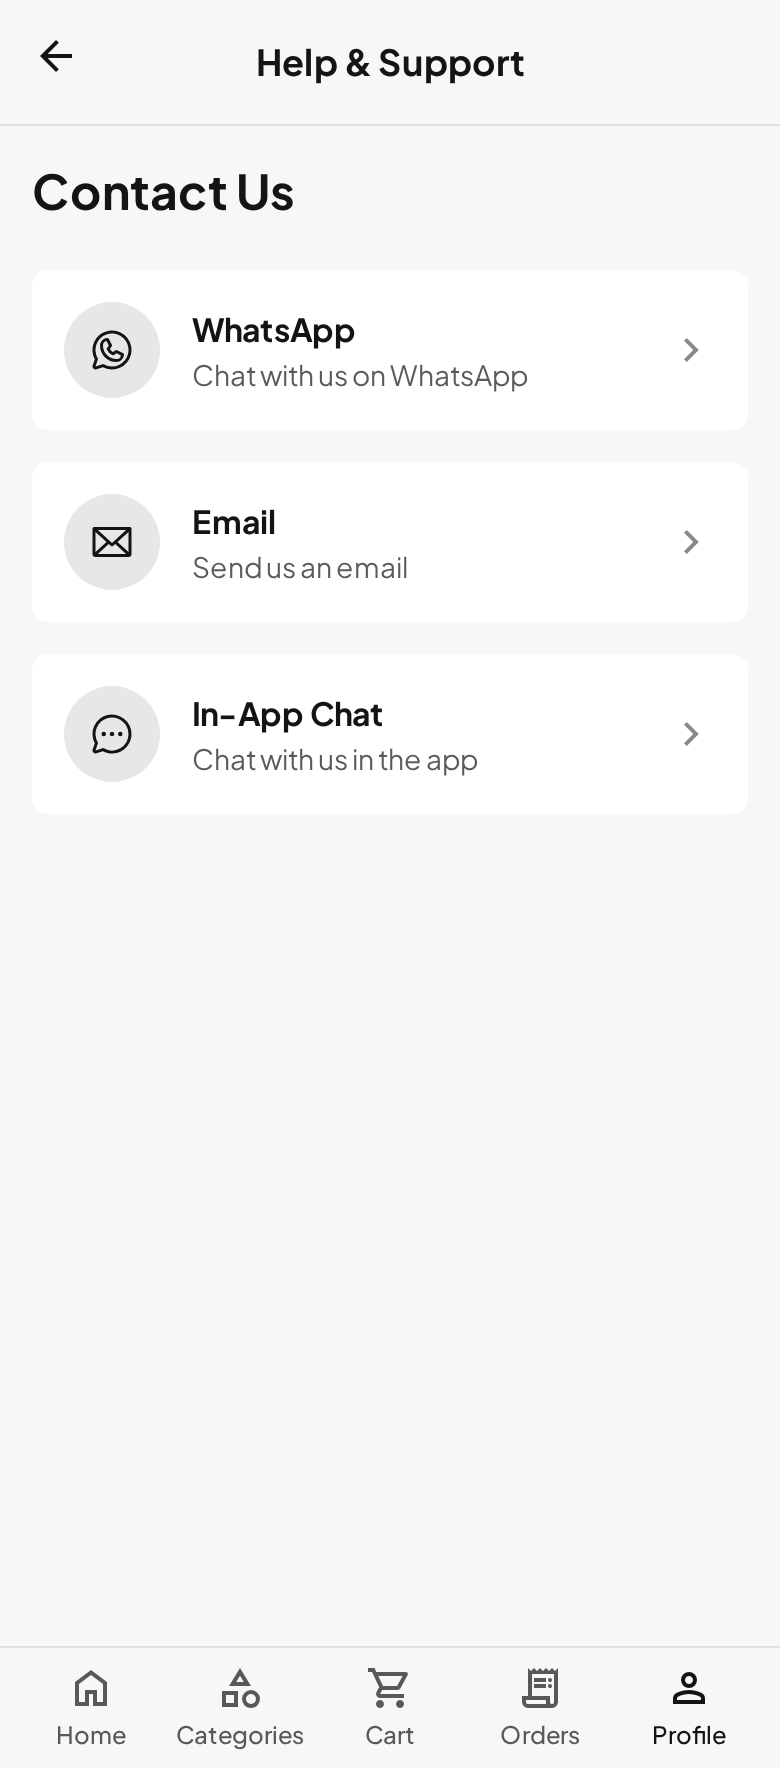 Help & Support
Contact Us
WhatsApp
Chat with us on WhatsApp
Email
Send us an email
In-App Chat
Chat with us in the app
Home
Categories
Cart
Orders
Profile